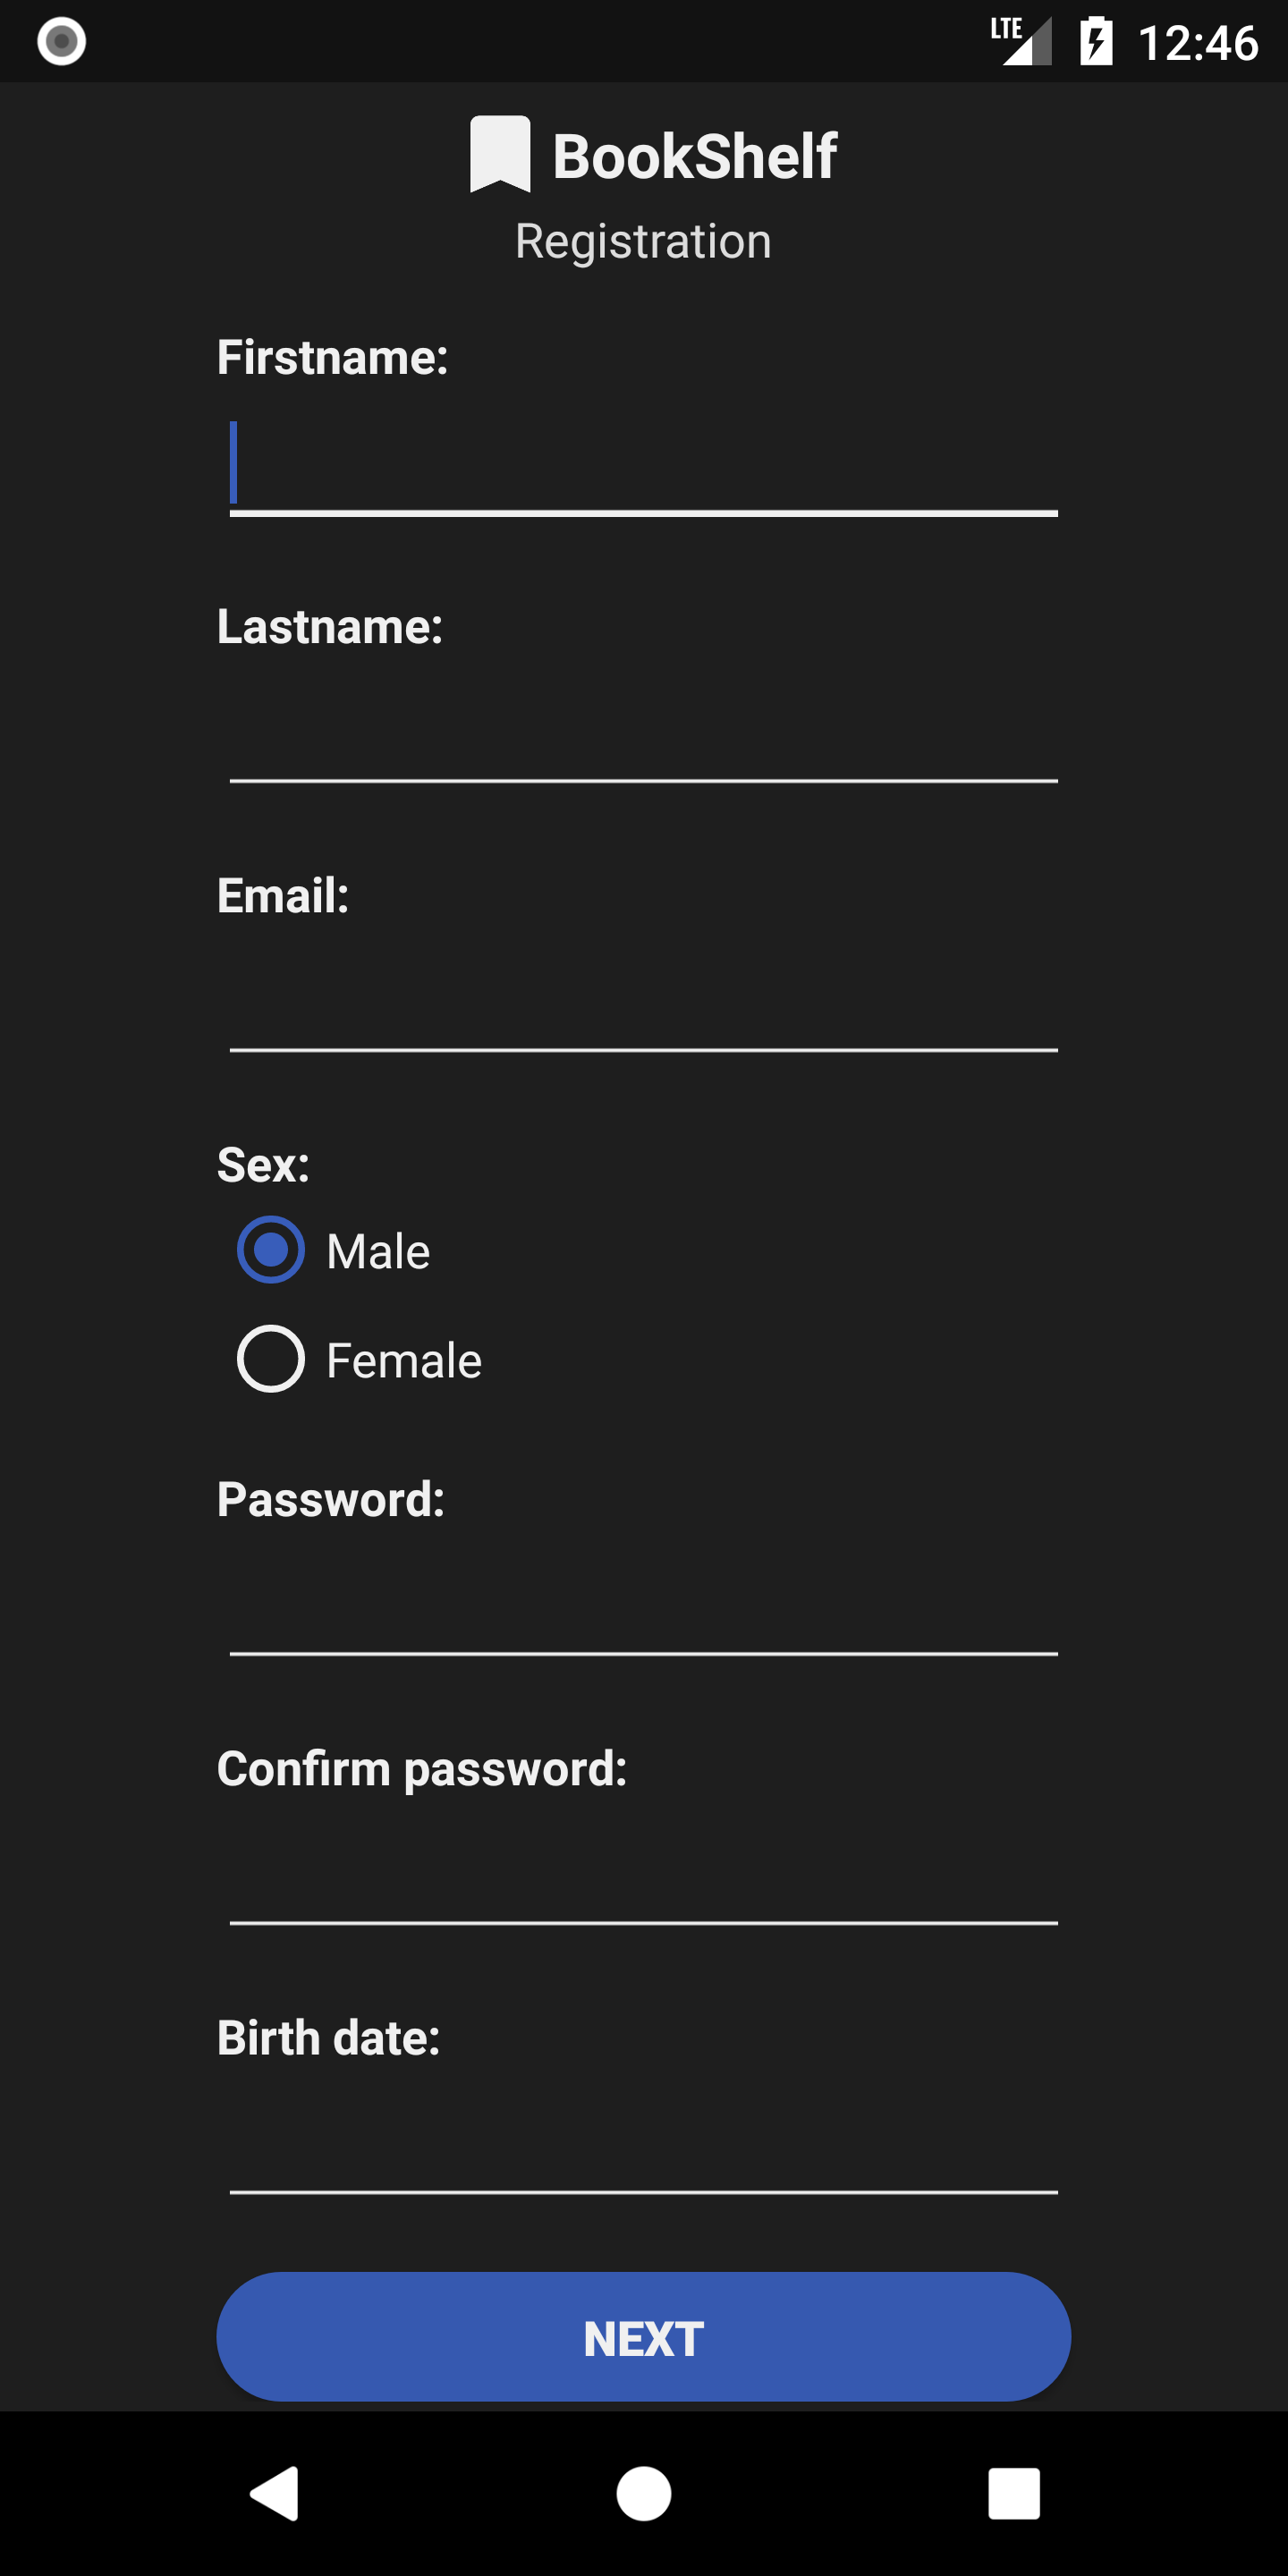 LTE 12:46
BookShelf
Registration
Firstname:
Lastname:
Email:
Sex:
Male
Female
Password:
Confirm password:
Birth date:
NEXT